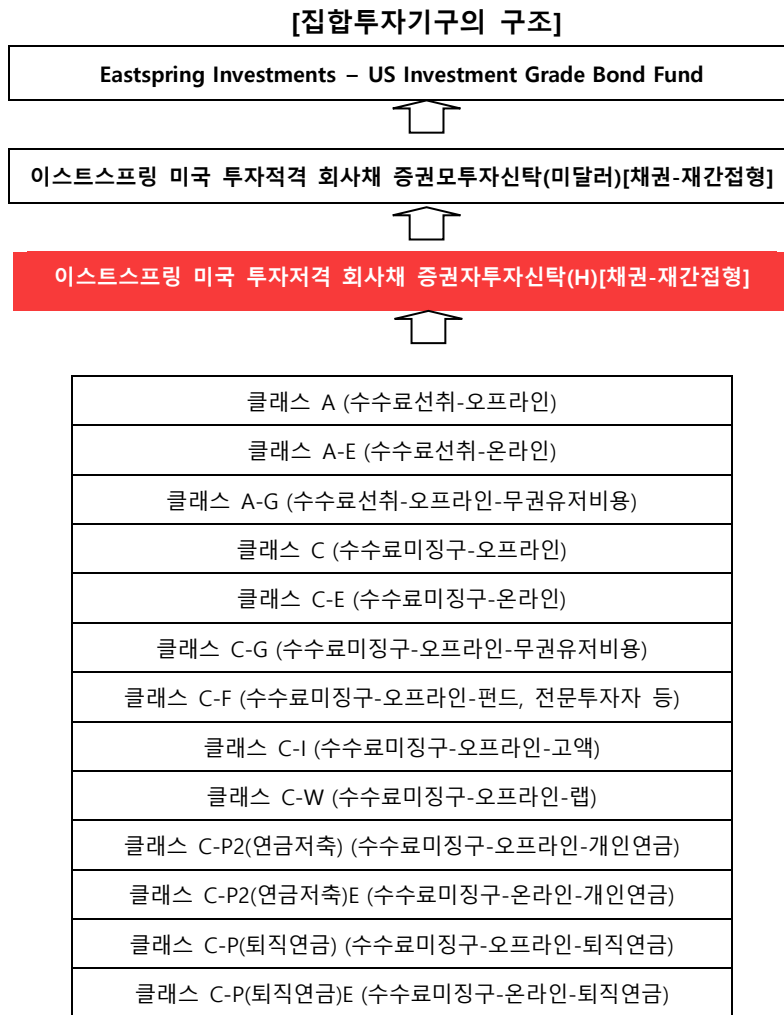 [집합투자기구의 구조]
Eastspring Investments – US Investment Grade Bond Fund
이스트스프링 미국 투자적격 회사채 증권모투자신탁(미달러)[채권-재간접형]
이스트스프링 미국 투자저격 회사채 증권자투자신탁(H)[채권-재간접형]
클래스 A (수수료선취-오프라인)
클래스 A-E (수수료선취-온라인)
클래스 A-G (수수료선취-오프라인-무권유저비용)
클래스 C (수수료미징구-오프라인)
클래스 C-E (수수료미징구-온라인)
클래스 C-G (수수료미징구-오프라인-무권유저비용)
클래스 C-F (수수료미징구-오프라인-펀드, 전문투자자 등)
클래스 C-I (수수료미징구-오프라인-고액)
클래스 C-W (수수료미징구-오프라인-랩)
클래스 C-P2(연금저축) (수수료미징구-오프라인-개인연금)
클래스 C-P2(연금저축)E (수수료미징구-온라인-개인연금)
클래스 C-P(퇴직연금) (수수료미징구-오프라인-퇴직연금)
클래스 C-P(퇴직연금)E (수수료미징구-온라인-퇴직연금)